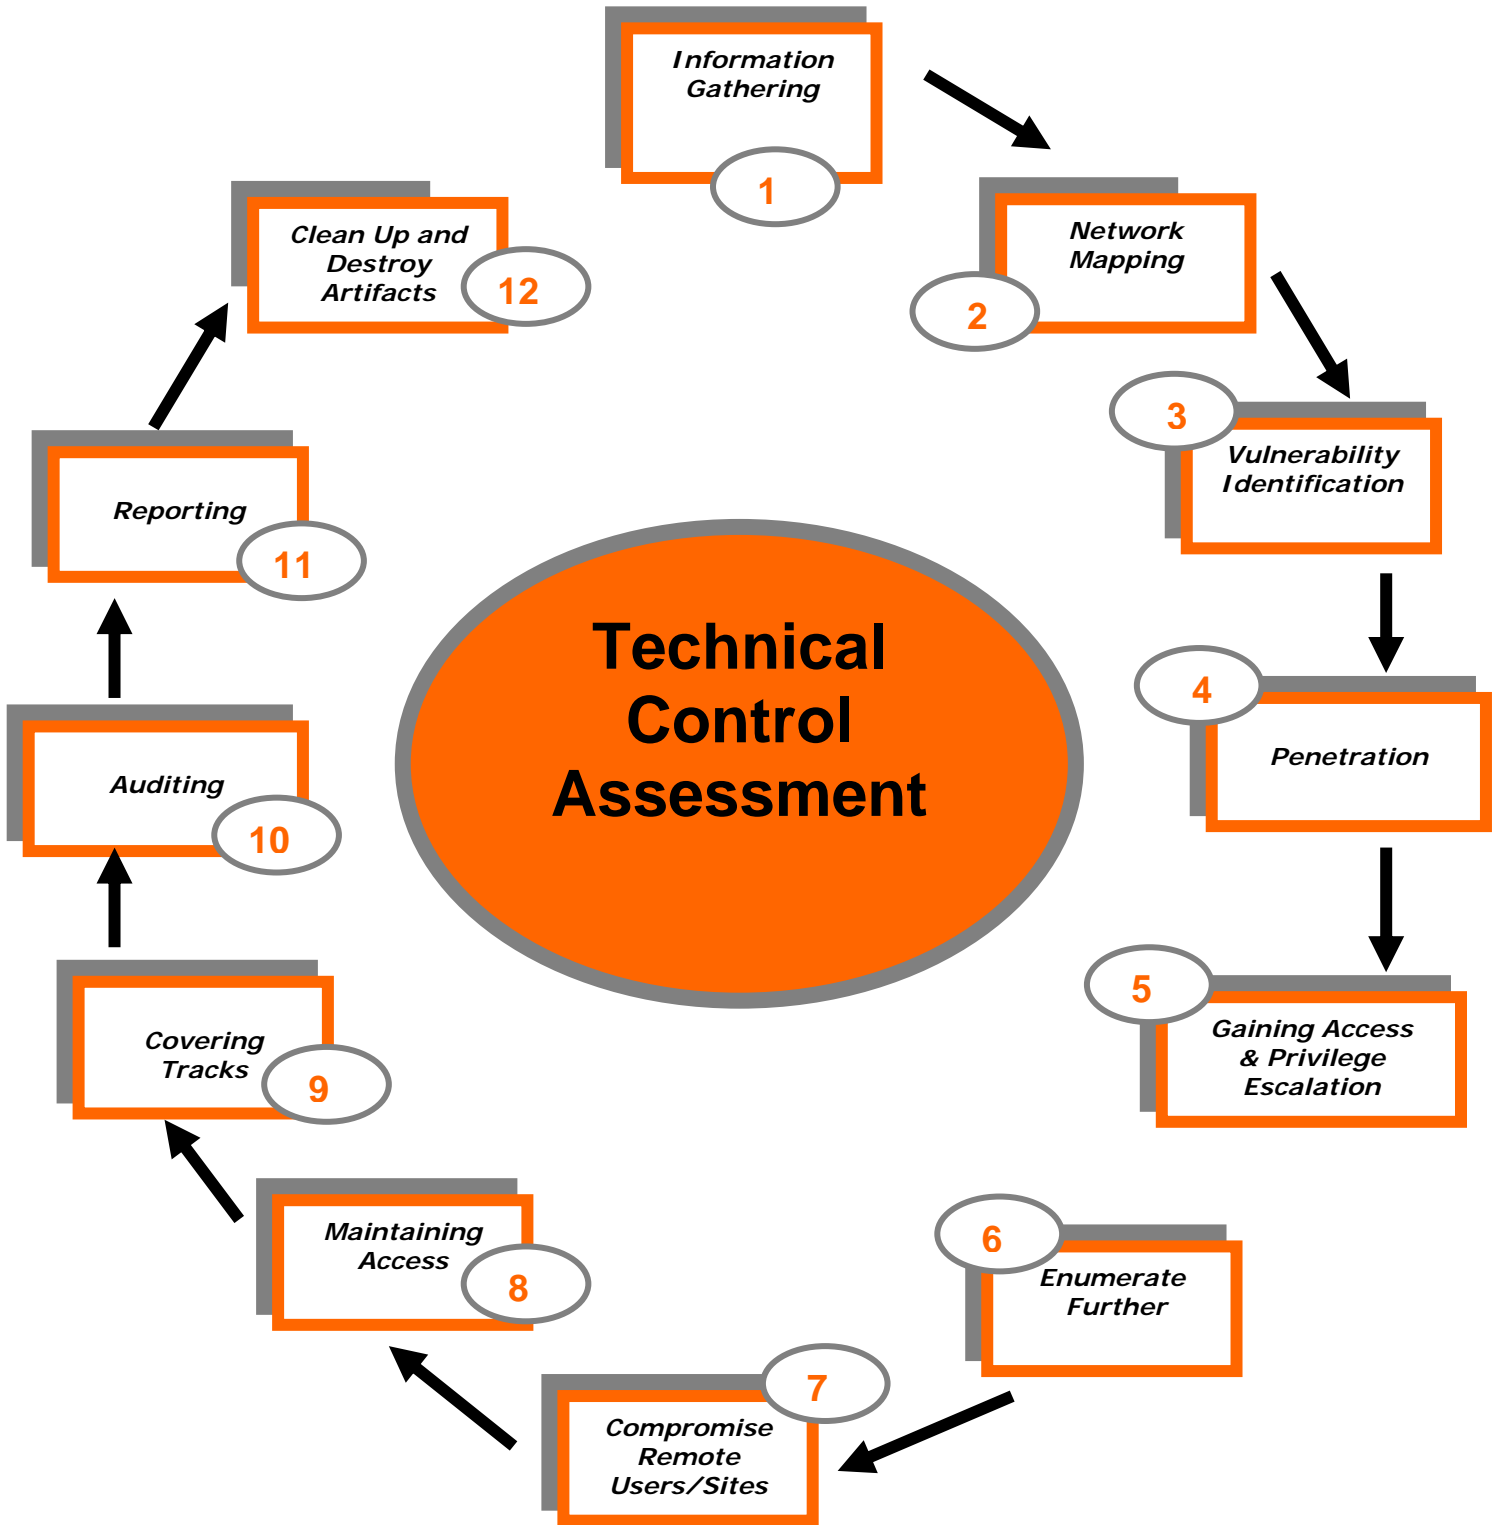 Information
Gathering
1
Network
Mapping
2
3
Vulnerability
Identification
4
Penetration
5
Gaining Access
& Privilege
Escalation
6
Enumerate
Further
7
Compromise
Remote
Users/Sites
Maintaining
Access
8
Covering
Tracks
9
Auditing
10
Reporting
11
Clean Up and
Destroy
Artifacts
12
Technical
Control
Assessment